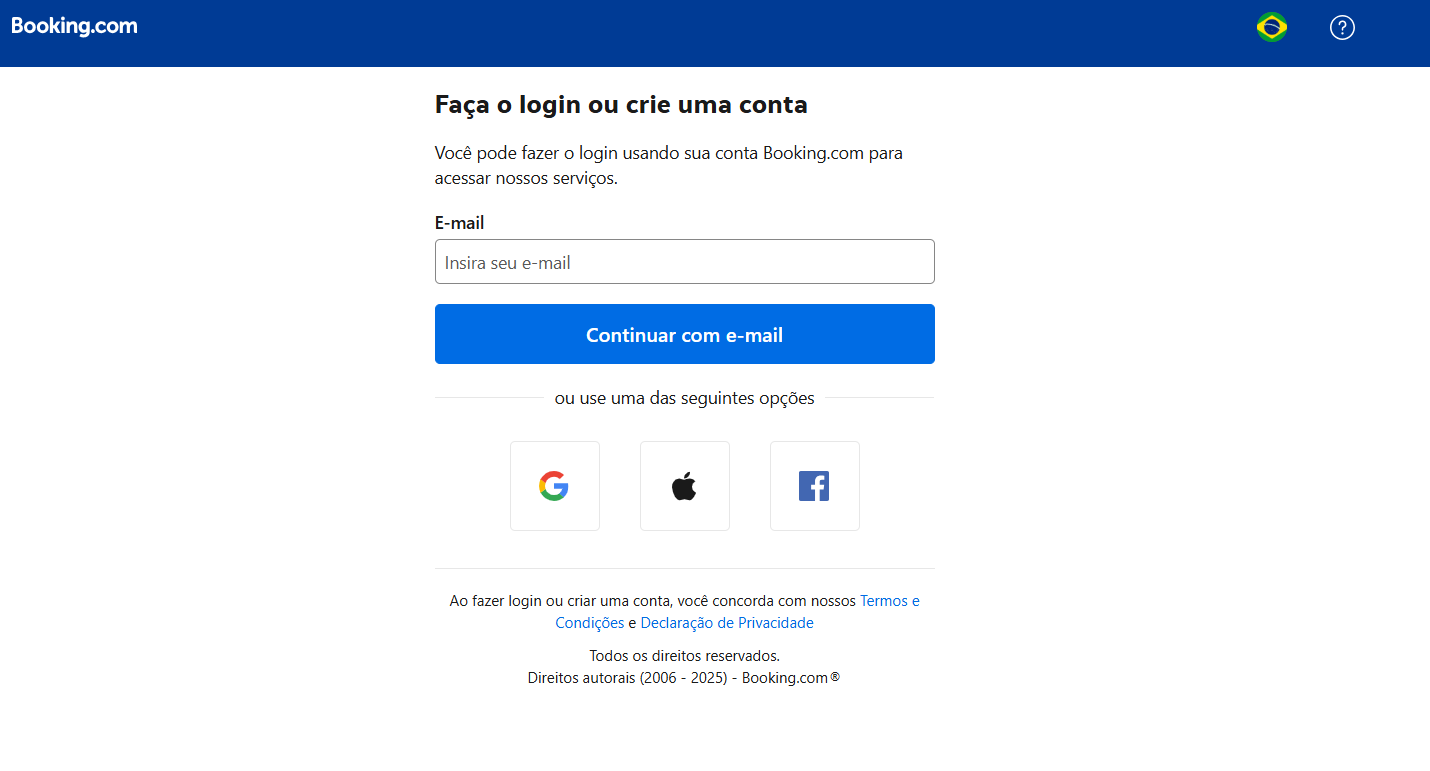 Booking.com
?
Faça o login ou crie uma conta
Você pode fazer o login usando sua conta Booking.com para
acessar nossos serviços.
E-mail
Insira seu e-mail
Continuar com e-mail
ou use uma das seguintes opções
Ao fazer login ou criar uma conta, você concorda com nossos Termos e
Condições e Declaração de Privacidade
Todos os direitos reservados.
Direitos autorais (2006 - 2025) - Booking.com®